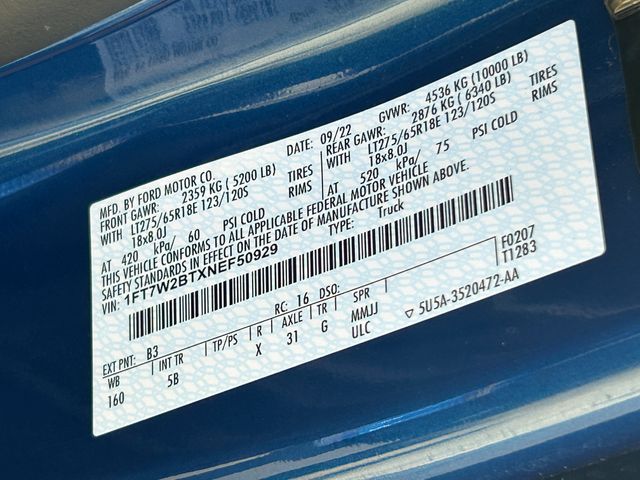 MFD. BY FORD MOTOR CO.
DATE: 09/22
GVWR: 4536 KG (10000 LB)
FRONT GAWR: 2359 KG ( 5200 LB)
REAR GAWR: 2876 KG ( 6340 LB)
WITH LT275/65R18E 123/120S TIRES
WITH LT275/65R18E 123/120S TIRES
18x8.0J RIMS
18x8.0J RIMS
AT 420 kPa/ 60 PSI COLD
AT 520 kPa/ 75 PSI COLD
THIS VEHICLE CONFORMS TO ALL APPLICABLE FEDERAL MOTOR VEHICLE
SAFETY STANDARDS IN EFFECT ON THE DATE OF MANUFACTURE SHOWN ABOVE.
VIN: 1FT7W2BTXNEF50929
TYPE: Truck
F0207
T1283
RC: 16 DSO:
EXT PNT: B3
WB INT TR TP/PS R AXLE TR SPR
160 5B X 31 G MMJJ
ULC
▽ 5U5A-3520472-AA